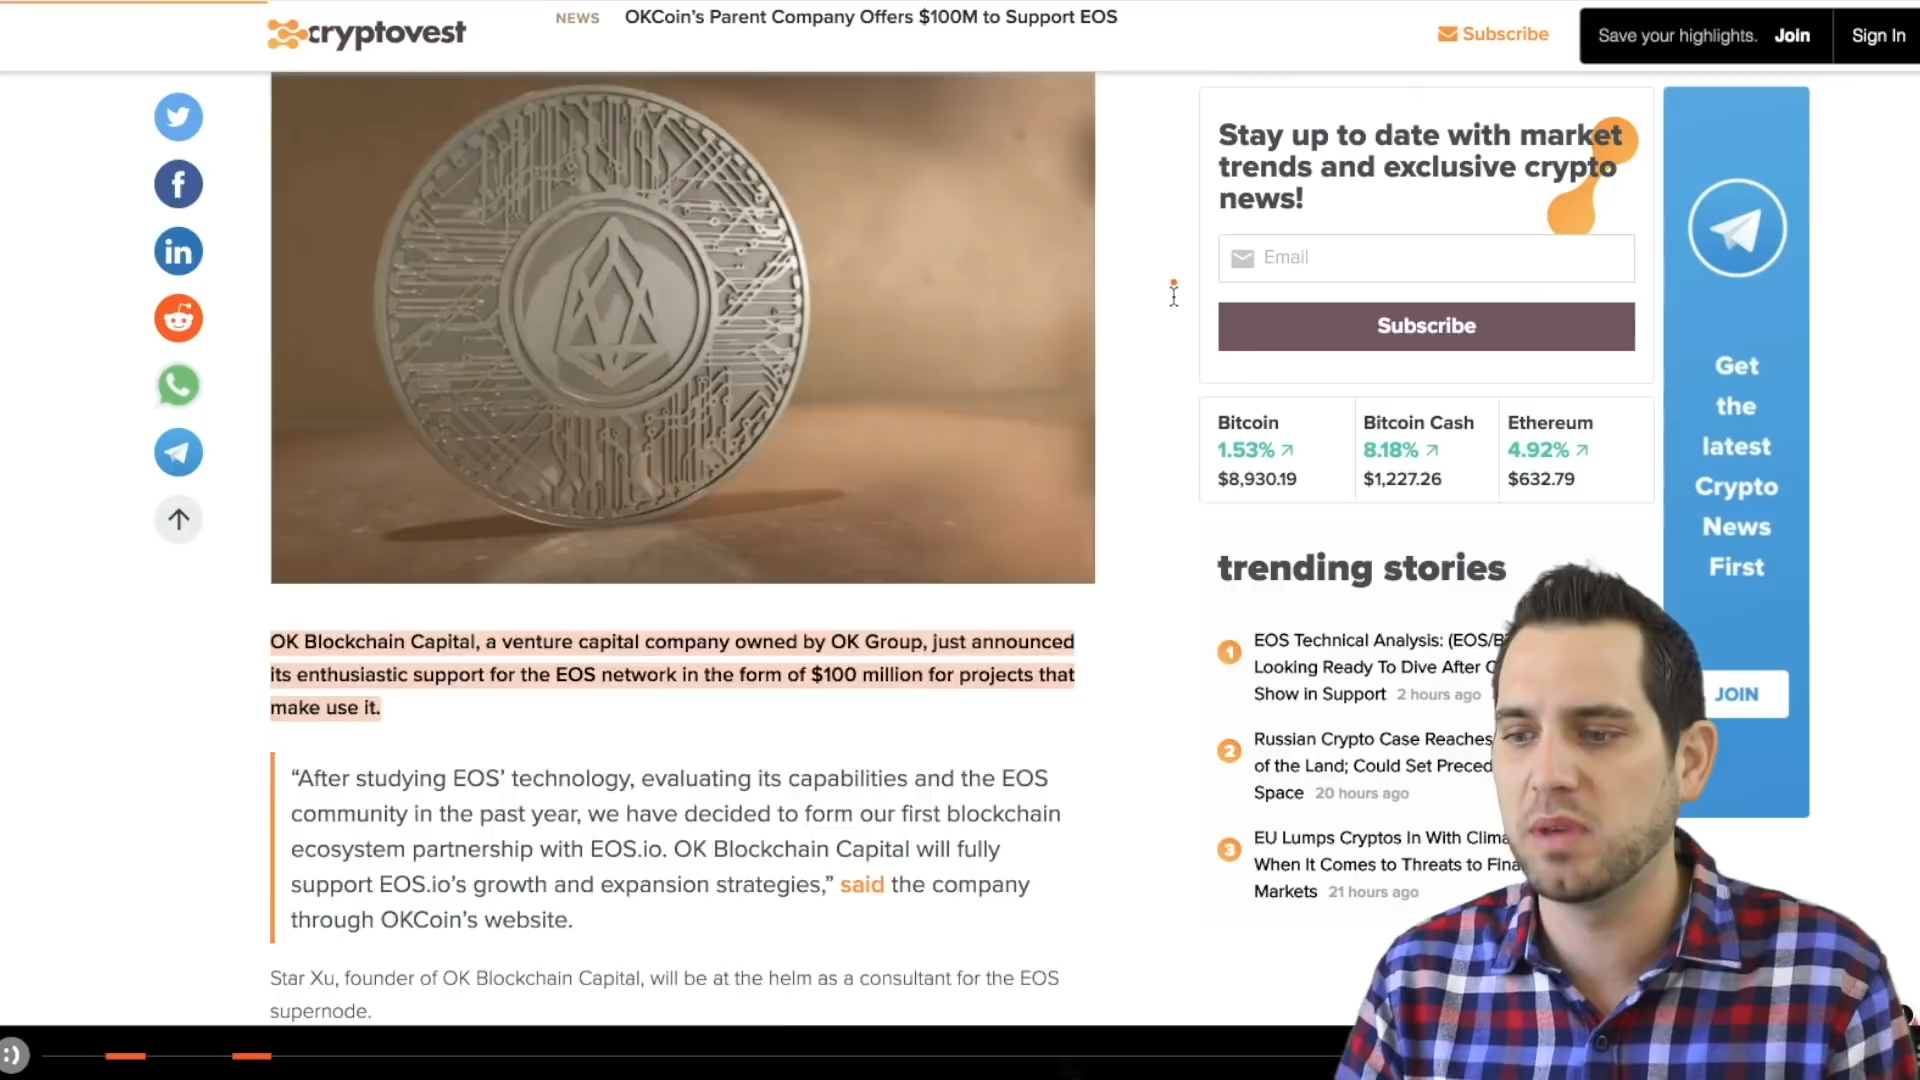 cryptovest
NEWS OKCoin’s Parent Company Offers $100M to Support EOS
Subscribe
Save your highlights. Join
Sign In
Stay up to date with market
trends and exclusive crypto
news!
Email
Subscribe
Bitcoin
1.53%
$8,930.19
Bitcoin Cash
8.18%
$1,227.26
Ethereum
4.92%
$632.79
Get
the
latest
Crypto
News
First
JOIN
OK Blockchain Capital, a venture capital company owned by OK Group, just announced
its enthusiastic support for the EOS network in the form of $100 million for projects that
make use it.
“After studying EOS’ technology, evaluating its capabilities and the EOS
community in the past year, we have decided to form our first blockchain
ecosystem partnership with EOS.io. OK Blockchain Capital will fully
support EOS.io’s growth and expansion strategies,” said the company
through OKCoin’s website.
Star Xu, founder of OK Blockchain Capital, will be at the helm as a consultant for the EOS
supernode.
trending stories
1
EOS Technical Analysis: (EOS/B
Looking Ready To Dive After
Show in Support 2 hours ago
2
Russian Crypto Case Reaches
of the Land; Could Set Preced
Space 20 hours ago
3
EU Lumps Cryptos In With Clima
When It Comes to Threats to Fina
Markets 21 hours ago